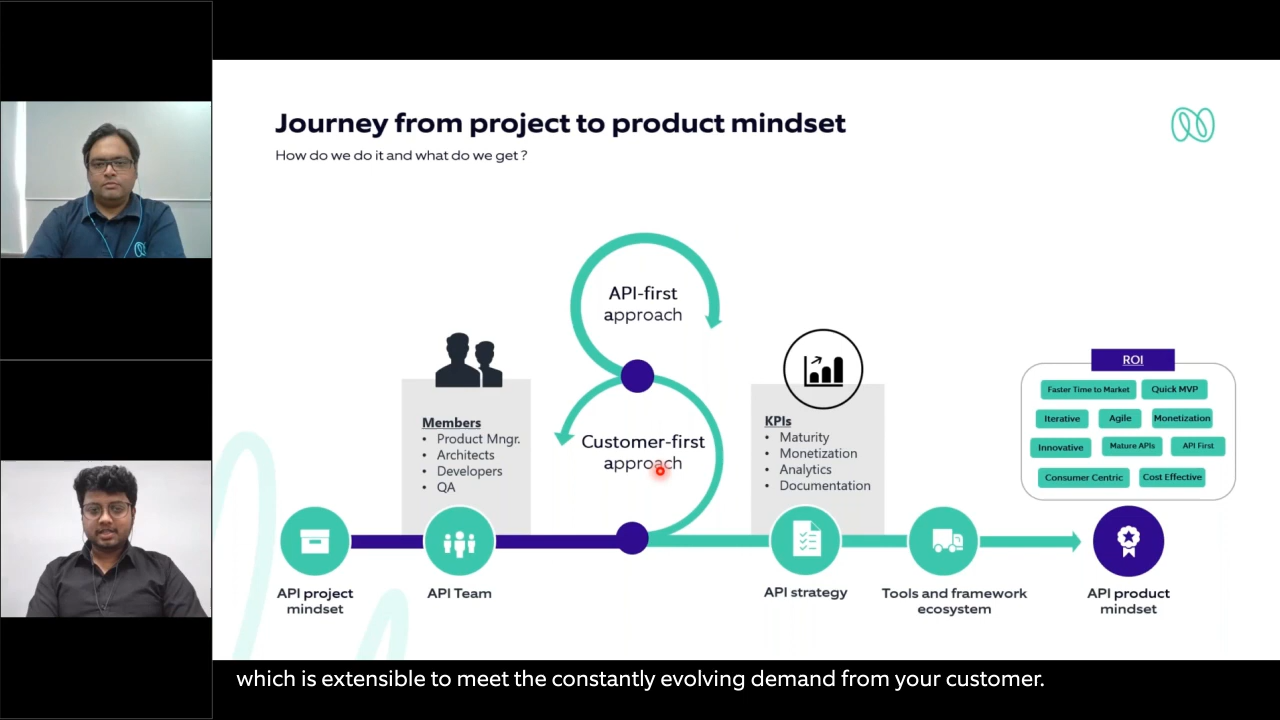 Journey from project to product mindset
How do we do it and what do we get ?
API-first
approach
Customer-first
approach
Members
• Product Mngr.
• Architects
• Developers
• QA
KPIs
• Maturity
• Monetization
• Analytics
• Documentation
ROI
Faster Time to Market
Quick MVP
Iterative
Agile
Monetization
Innovative
Mature APIs
API First
Consumer Centric
Cost Effective
API project
mindset
API Team
API strategy
Tools and framework
ecosystem
API product
mindset
which is extensible to meet the constantly evolving demand from your customer.